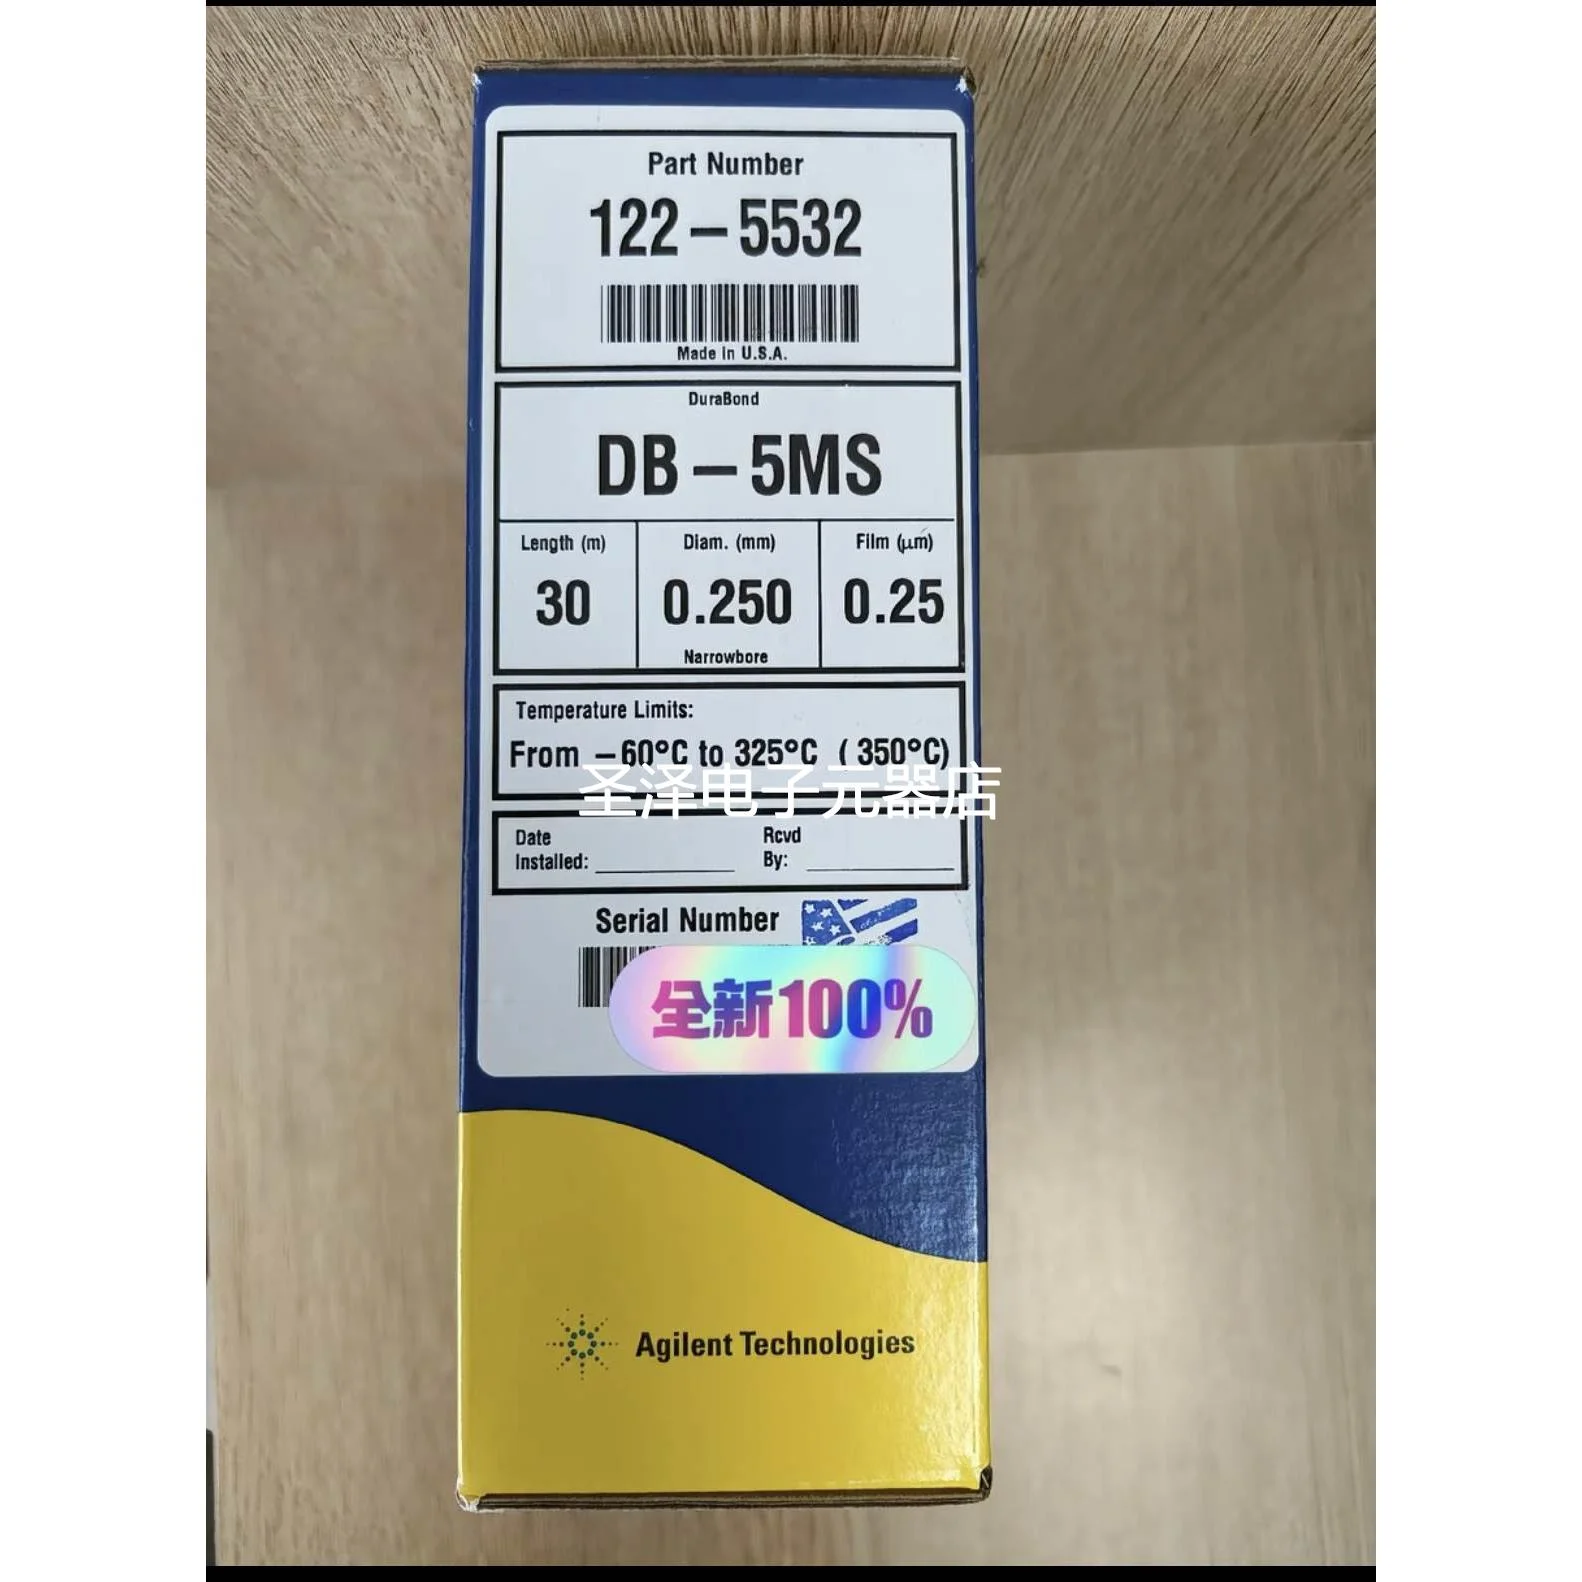 Part Number
122-5532
Made in U.S.A.
DuraBond
DB-5MS
Length (m) Diam. (mm) Film (μm)
30 0.250 0.25
Narrowbore
Temperature Limits:
From -60°C to 325°C (350°C)
圣泽电子元器店
Date Rcvd
Installed: By:
Serial Number
全新100%
Agilent Technologies